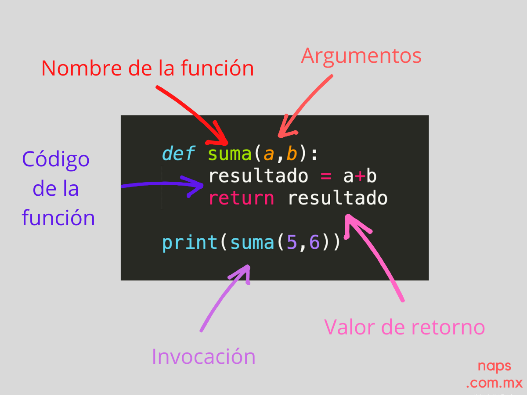 Nombre de la función
Argumentos
Código
de la
función
def suma(a,b):
resultado = a+b
return resultado
print(suma(5,6))
Invocación
Valor de retorno
naps
.com.mx